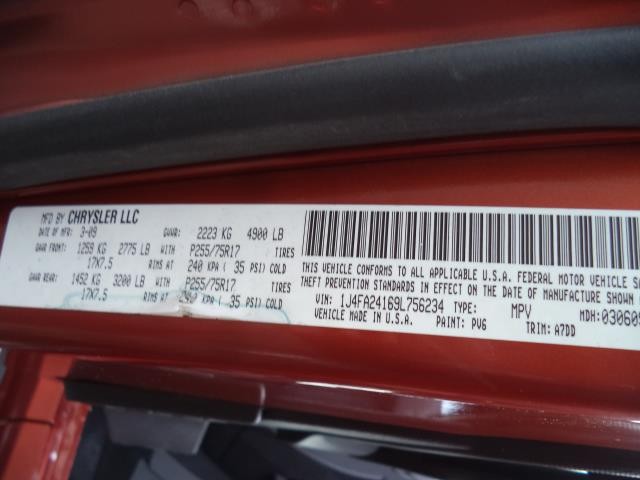 MFD BY CHRYSLER LLC
DATE OF MFR: 3-09 GVWR: 2223 KG 4900 LB
GAWR FRONT: 1259 KG 2775 LB WITH P255/75R17 TIRES
17X7.5 RIMS AT 240 KPA ( 35 PSI) COLD
GAWR REAR: 1452 KG 3200 LB WITH P255/75R17 TIRES
17X7.5 RIMS AT 240 KPA ( 35 PSI) COLD
THIS VEHICLE CONFORMS TO ALL APPLICABLE U.S.A. FEDERAL MOTOR VEHICLE
THEFT PREVENTION STANDARDS IN EFFECT ON THE DATE OF MANUFACTURE SHOWN
VIN: 1J4FA24169L756234 TYPE: MPV MDH:
VEHICLE MADE IN U.S.A. PAINT: PV6 TRIM: A7DD